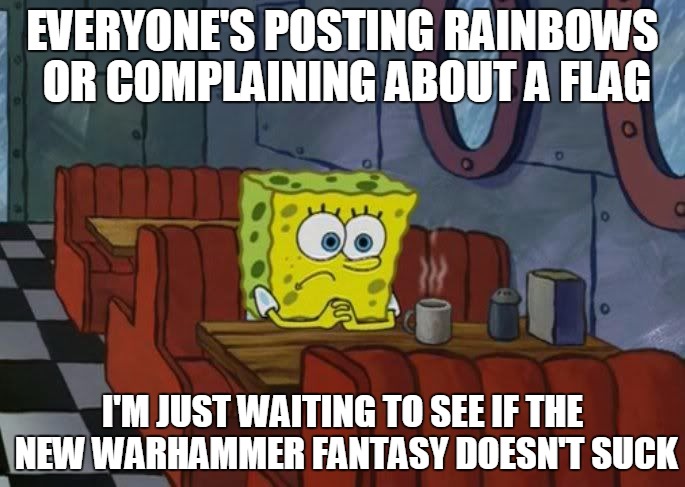 EVERYONE'S POSTING RAINBOWS
OR COMPLAINING ABOUT A FLAG
I'M JUST WAITING TO SEE IF THE
NEW WARHAMMER FANTASY DOESN'T SUCK